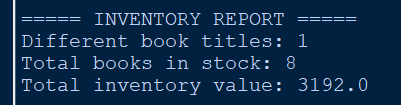 ===== INVENTORY REPORT =====
Different book titles: 1
Total books in stock: 8
Total inventory value: 3192.0